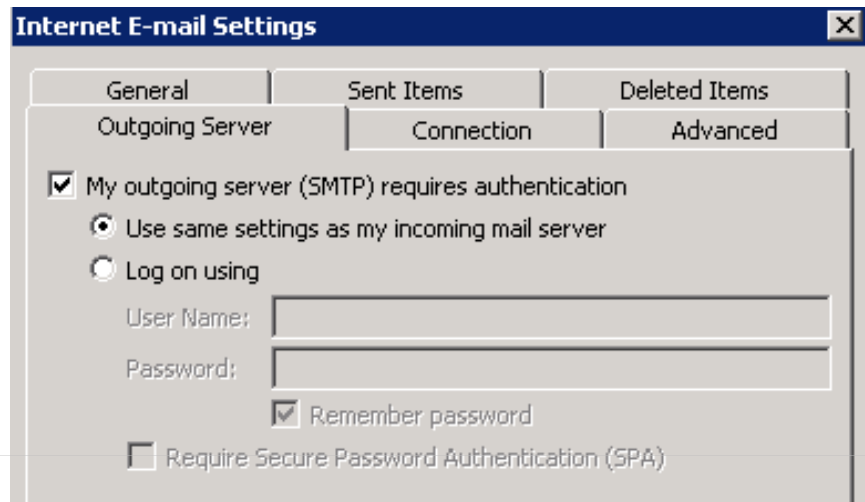 Internet E-mail Settings
General Sent Items Deleted Items
Outgoing Server Connection Advanced
My outgoing server (SMTP) requires authentication
Use same settings as my incoming mail server
Log on using
User Name:
Password:
Remember password
Require Secure Password Authentication (SPA)